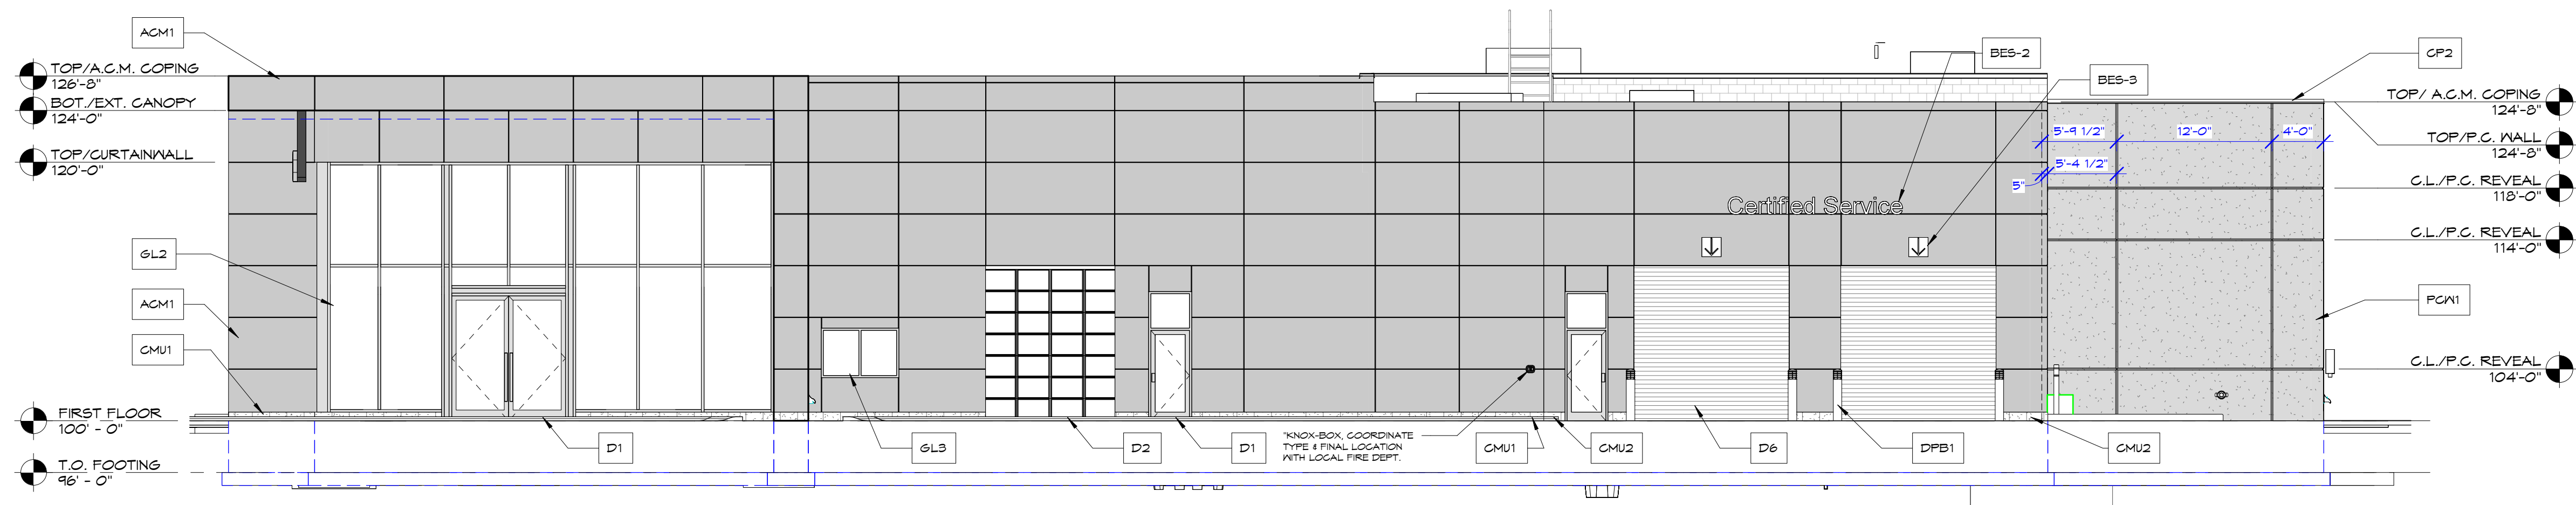 ACM1
TOP/A.C.M. COPING
126'-8"
BOT./EXT. CANOPY
124'-0"
TOP/CURTAINWALL
120'-0"
GL2
ACM1
CMU1
FIRST FLOOR
100' - 0"
T.O. FOOTING
96' - 0"
D1
GL3
D2
D1
"KNOX-BOX, COORDINATE
TYPE & FINAL LOCATION
WITH LOCAL FIRE DEPT.
CMU1
CMU2
D6
DPB1
CMU2
Certified Service
BES-2
BES-3
5'-9 1/2"
12'-0"
4'-0"
5'-4 1/2"
5"
CP2
TOP/ A.C.M. COPING
124'-8"
TOP/P.C. WALL
124'-8"
C.L./P.C. REVEAL
118'-0"
C.L./P.C. REVEAL
114'-0"
PCW1
C.L./P.C. REVEAL
104'-0"